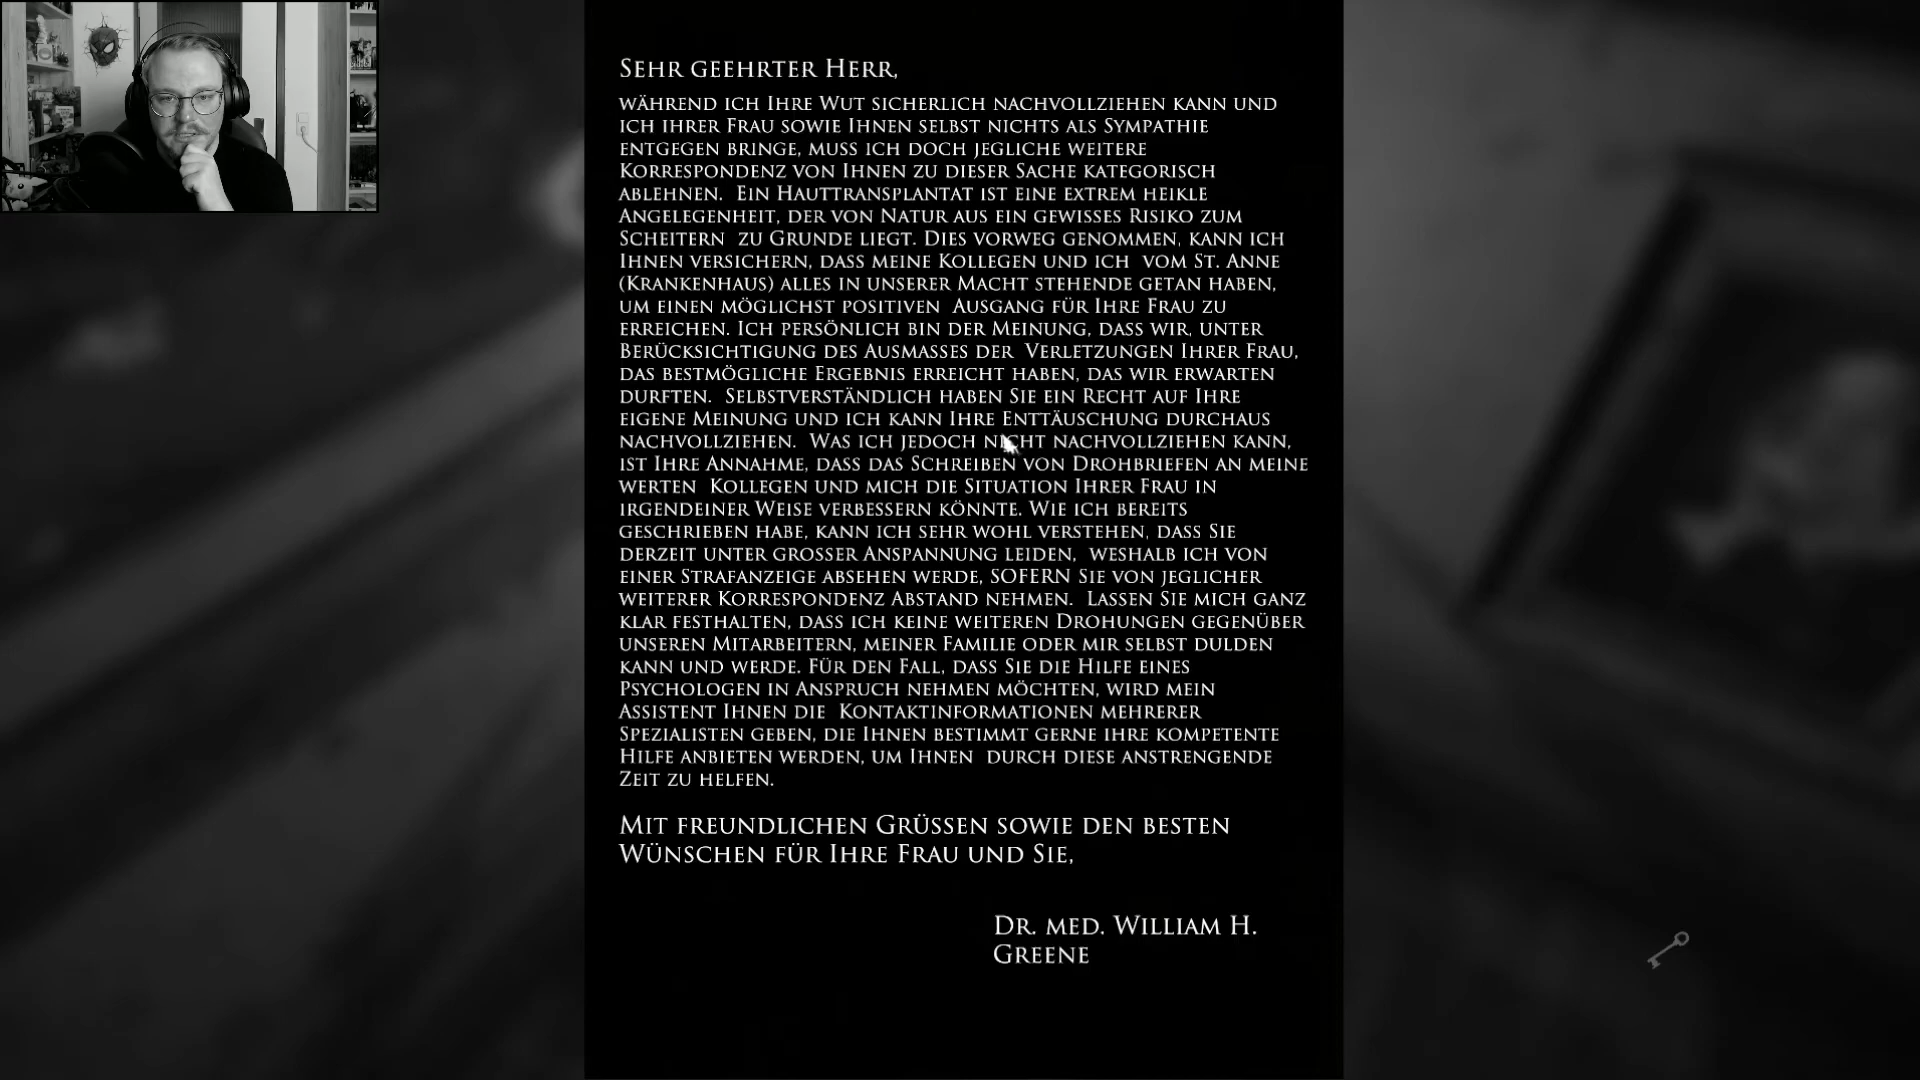 Sehr geehrter Herr,
während ich Ihre Wut sicherlich nachvollziehen kann und
ich ihrer Frau sowie Ihnen selbst nichts als Sympathie
entgegen bringe, muss ich doch jegliche weitere
Korrespondenz von Ihnen zu dieser Sache kategorisch
ablehnen. Ein Hauttransplantat ist eine extrem heikle
Angelegenheit, der von Natur aus ein gewisses Risiko zum
Scheitern zu Grunde liegt. Dies vorweg genommen, kann ich
Ihnen versichern, dass meine Kollegen und ich vom St. Anne
(Krankenhaus) alles in unserer Macht stehende getan haben,
um einen möglichst positiven Ausgang für Ihre Frau zu
erreichen. Ich persönlich bin der Meinung, dass wir, unter
Berücksichtigung des Ausmasses der Verletzungen Ihrer Frau,
das bestmögliche Ergebnis erreicht haben, das wir erwarten
durften. Selbstverständlich haben Sie ein Recht auf Ihre
eigene Meinung und ich kann Ihre Enttäuschung durchaus
nachvollziehen. Was ich jedoch nicht nachvollziehen kann,
ist Ihre Annahme, dass das Schreiben von Drohbriefen an meine
werten Kollegen und mich die Situation Ihrer Frau in
irgendeiner Weise verbessern könnte. Wie ich bereits
geschrieben habe, kann ich sehr wohl verstehen, dass Sie
derzeit unter grosser Anspannung leiden, weshalb ich von
einer Strafanzeige absehen werde, SOFERN Sie von jeglicher
weiterer Korrespondenz Abstand nehmen. Lassen Sie mich ganz
klar festhalten, dass ich keine weiteren Drohungen gegenüber
unseren Mitarbeitern, meiner Familie oder mir selbst dulden
kann und werde. Für den Fall, dass Sie die Hilfe eines
Psychologen in Anspruch nehmen möchten, wird mein
Assistent Ihnen die Kontaktinformationen mehrerer
Spezialisten geben, die Ihnen bestimmt gerne ihre kompetente
Hilfe anbieten werden, um Ihnen durch diese anstrengende
Zeit zu helfen.
Mit freundlichen Grüssen sowie den besten
Wünschen für Ihre Frau und Sie,
Dr. med. William H.
Greene